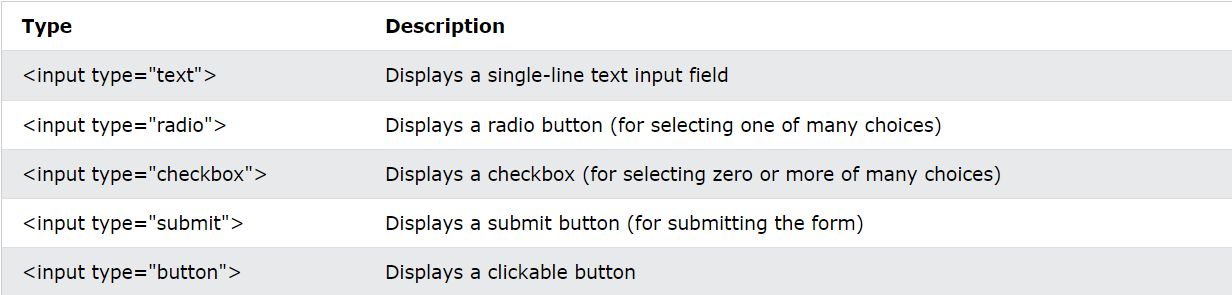 Type Description
<input type="text"> Displays a single-line text input field
<input type="radio"> Displays a radio button (for selecting one of many choices)
<input type="checkbox"> Displays a checkbox (for selecting zero or more of many choices)
<input type="submit"> Displays a submit button (for submitting the form)
<input type="button"> Displays a clickable button